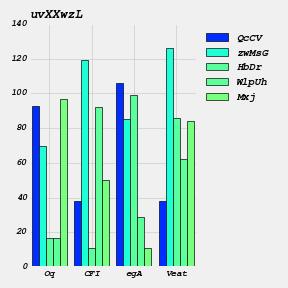 uvXXwzL
140
120
100
80
60
40
20
0
Oq CFI egA Veat
QcCV
zwMsG
HbDr
WlpUh
Mxj